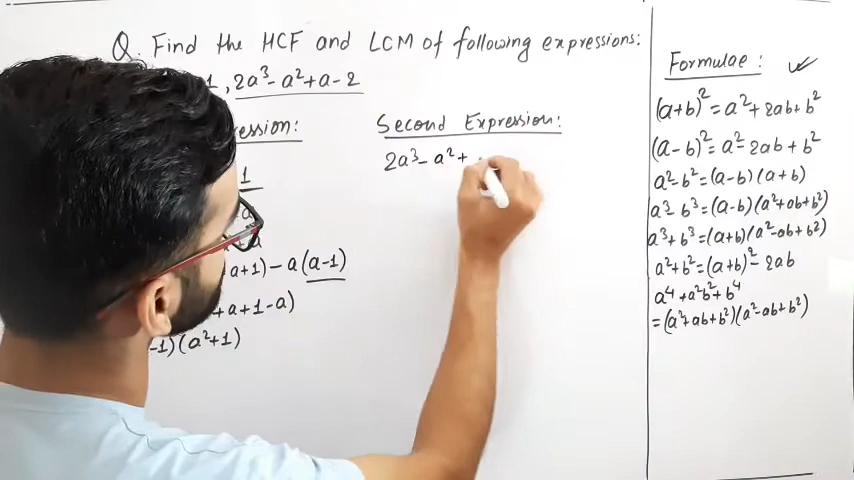 Q. Find the HCF and LCM of following expressions:
1, 2a³-a²+a-2
Second Expression:
2a³-a²+
1
a+1)-a(a-1)
+a+1-a)
-1)(a²+1)
Formulae: ✓
(a+b)²=a²+2ab+b²
(a-b)²=a²-2ab+b²
a²-b²=(a-b)(a+b)
a³-b³=(a-b)(a²+ab+b²)
a³+b³=(a+b)(a²-ab+b²)
a²+b²=(a+b)²-2ab
a⁴+a²b²+b⁴
=(a²+ab+b²)(a²-ab+b²)